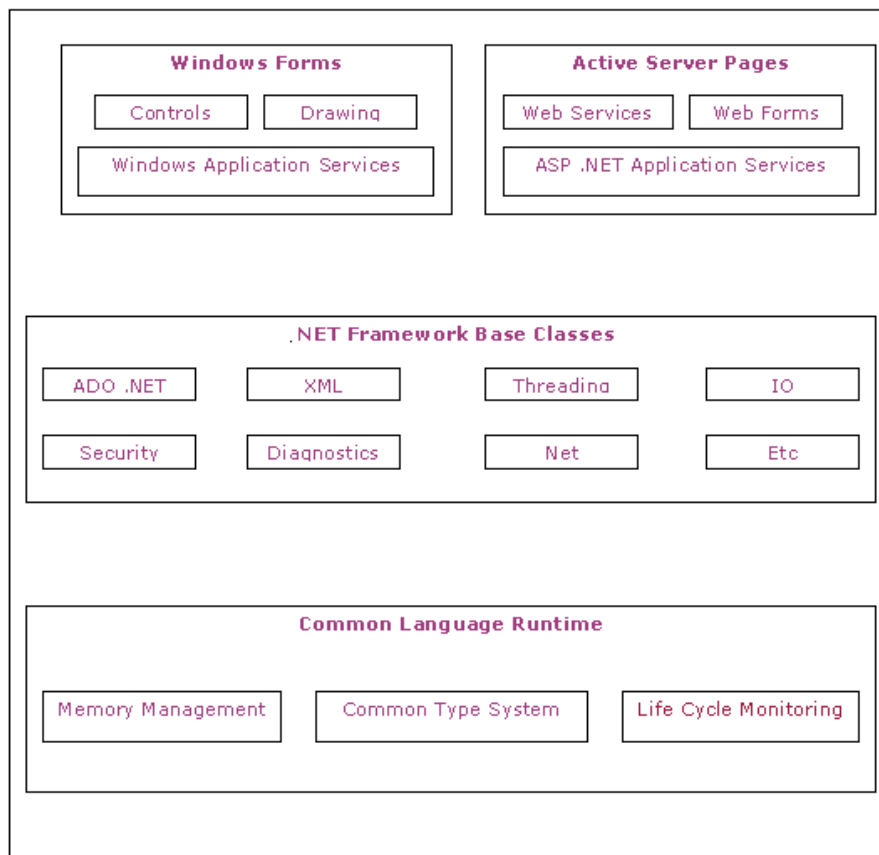 Windows Forms
Active Server Pages
Controls
Drawing
Web Services
Web Forms
Windows Application Services
ASP .NET Application Services
.NET Framework Base Classes
ADO .NET
XML
Threading
IO
Security
Diagnostics
Net
Etc
Common Language Runtime
Memory Management
Common Type System
Life Cycle Monitoring